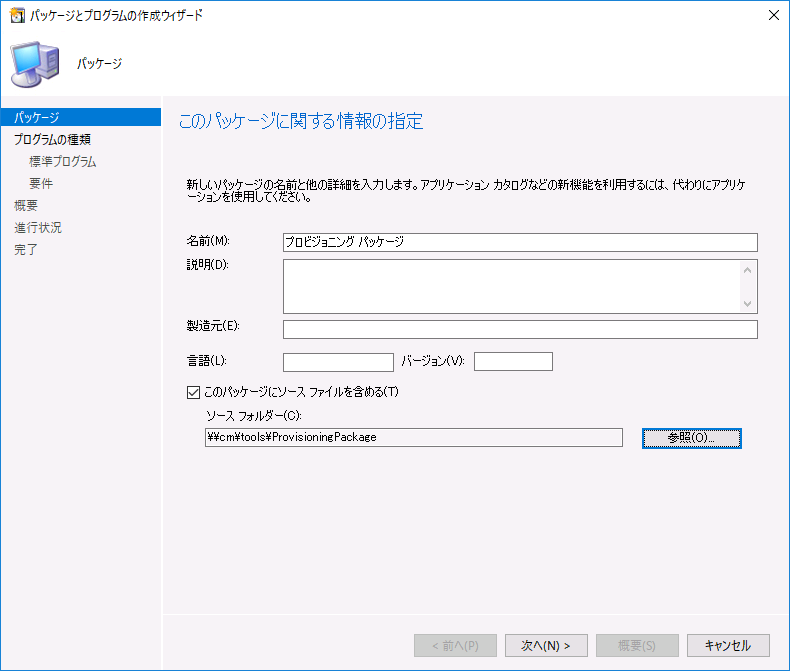 パッケージとプログラムの作成ウィザード
パッケージ
パッケージ
プログラムの種類
標準プログラム
要件
概要
進行状況
完了
このパッケージに関する情報の指定
新しいパッケージの名前と他の詳細を入力します。アプリケーション カタログなどの新機能を利用するには、代わりにアプリケ
ーションを使用してください。
名前(M):
プロビジョニング パッケージ
説明(D):
製造元(E):
言語(L):
バージョン(V):
このパッケージにソース ファイルを含める(T)
ソース フォルダー(C):
¥¥cm¥tools¥ProvisioningPackage
参照(O)...
< 前へ(P)
次へ(N) >
概要(S)
キャンセル